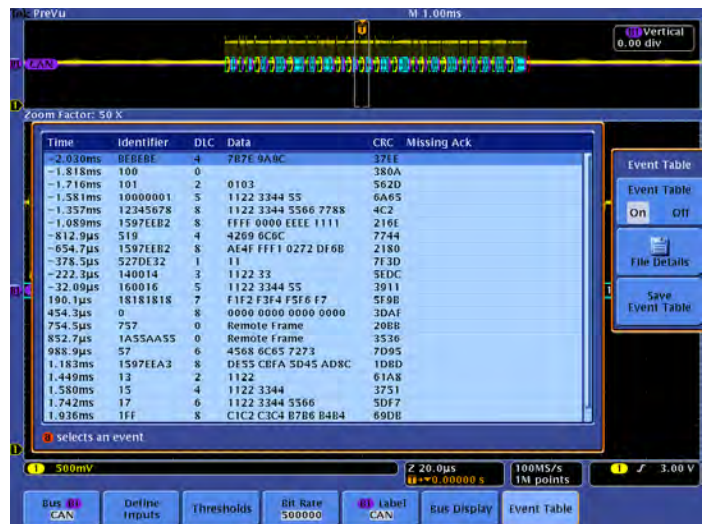 Tek PreVu M 1.00ms
B1 Vertical
0.00 div
B1 CAN
Zoom Factor: 50 X
Time Identifier DLC Data CRC Missing Ack
-2.030ms BEBEBE 4 787E 9A8C 37EE
-1.818ms 100 0 380A
-1.716ms 101 2 0103 562D
-1.581ms 10000001 5 1122 3344 55 6A65
-1.357ms 12345678 8 1122 3344 5566 7788 4C2
-1.089ms 1597EEB2 8 FFFF 0000 EEEE 1111 216E
-812.9µs 519 4 4269 6C6C 7744
-654.7µs 1597EEB2 8 AE4F FFF1 0272 DF6B 2180
-378.5µs 527DE32 1 11 7F3D
-222.3µs 140014 3 1122 33 5EDC
-32.09µs 160016 5 1122 3344 55 3911
190.1µs 18181818 7 F1F2 F3F4 F5F6 F7 5F9B
454.3µs 0 8 0000 0000 0000 0000 3DAF
754.5µs 757 0 Remote Frame 20BB
852.7µs 1A55AA55 0 Remote Frame 3536
988.9µs 57 6 4568 6C65 7273 7D95
1.183ms 1597EEA3 8 DE55 CBFA 5D45 AD8C 1D8D
1.449ms 13 2 1122 61A8
1.580ms 15 4 1122 3344 3751
1.742ms 17 6 1122 3344 5566 5DF7
1.936ms 1FF 8 C1C2 C3C4 B7B6 B4B4 69DB
a selects an event
Event Table
Event Table
On Off
File Details
Save
Event Table
1 500mV
Z 20.0µs
0.00000 s
100MS/s
1M points
1 3.00 V
Bus B1
CAN
Define
Inputs
Thresholds
Bit Rate
500000
B1 Label
CAN
Bus Display
Event Table